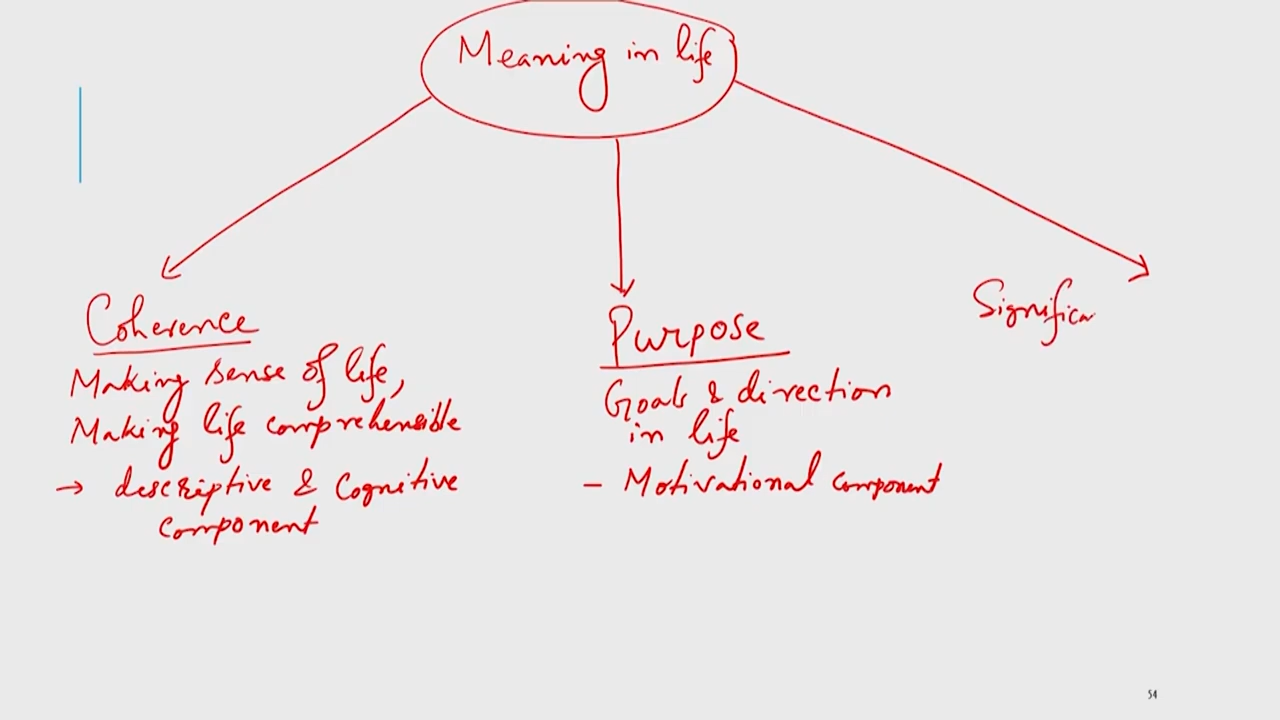 Meaning in life
Coherence
Making sense of life,
Making life comprehensible
→ descriptive & Cognitive
component
Purpose
Goals & direction
in life
- Motivational component
Significa
54